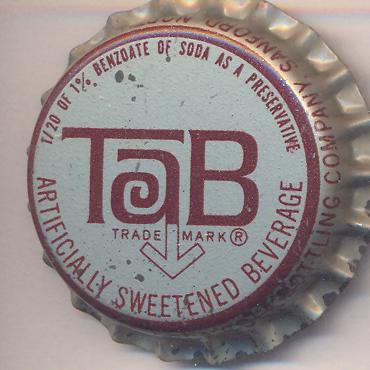 1/20 OF 1% BENZOATE OF SODA AS A PRESERVATIVE
TaB
TRADE MARK ®
ARTIFICIALLY SWEETENED BEVERAGE
BOTTLING COMPANY SANFORD